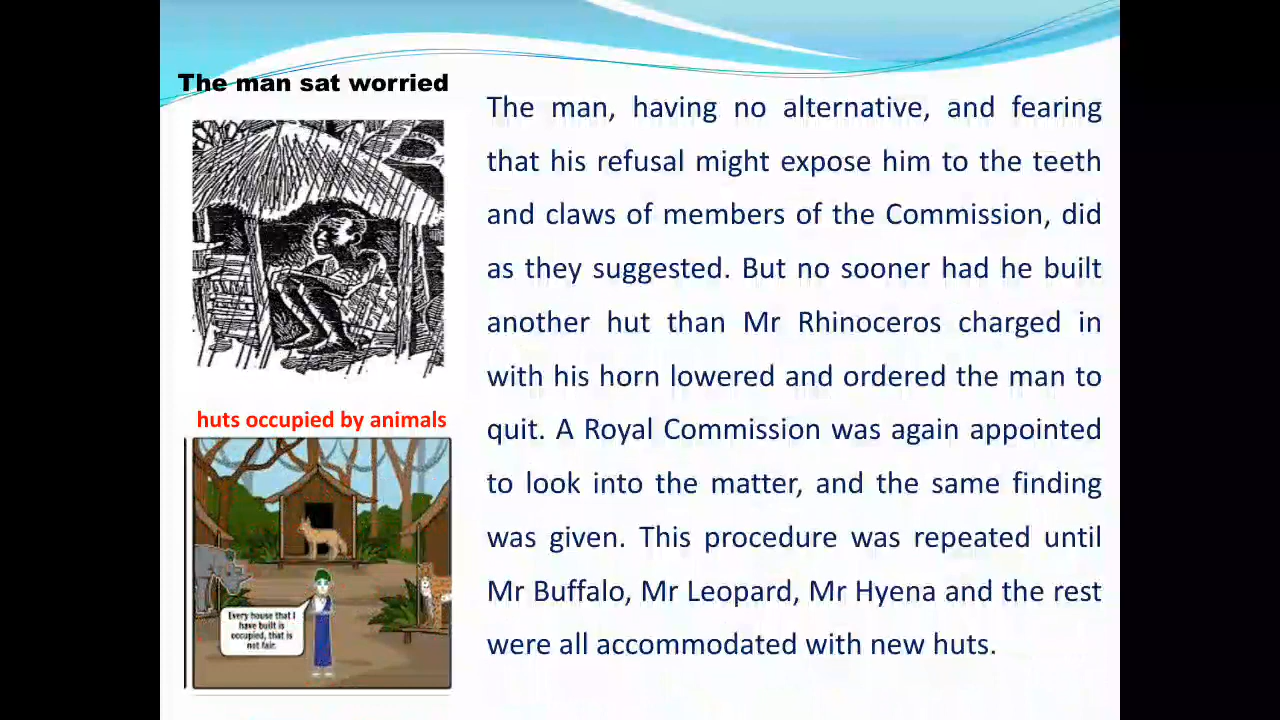 The man sat worried
huts occupied by animals
Every house that I
have built is
occupied, that is
not fair.
The man, having no alternative, and fearing
that his refusal might expose him to the teeth
and claws of members of the Commission, did
as they suggested. But no sooner had he built
another hut than Mr Rhinoceros charged in
with his horn lowered and ordered the man to
quit. A Royal Commission was again appointed
to look into the matter, and the same finding
was given. This procedure was repeated until
Mr Buffalo, Mr Leopard, Mr Hyena and the rest
were all accommodated with new huts.